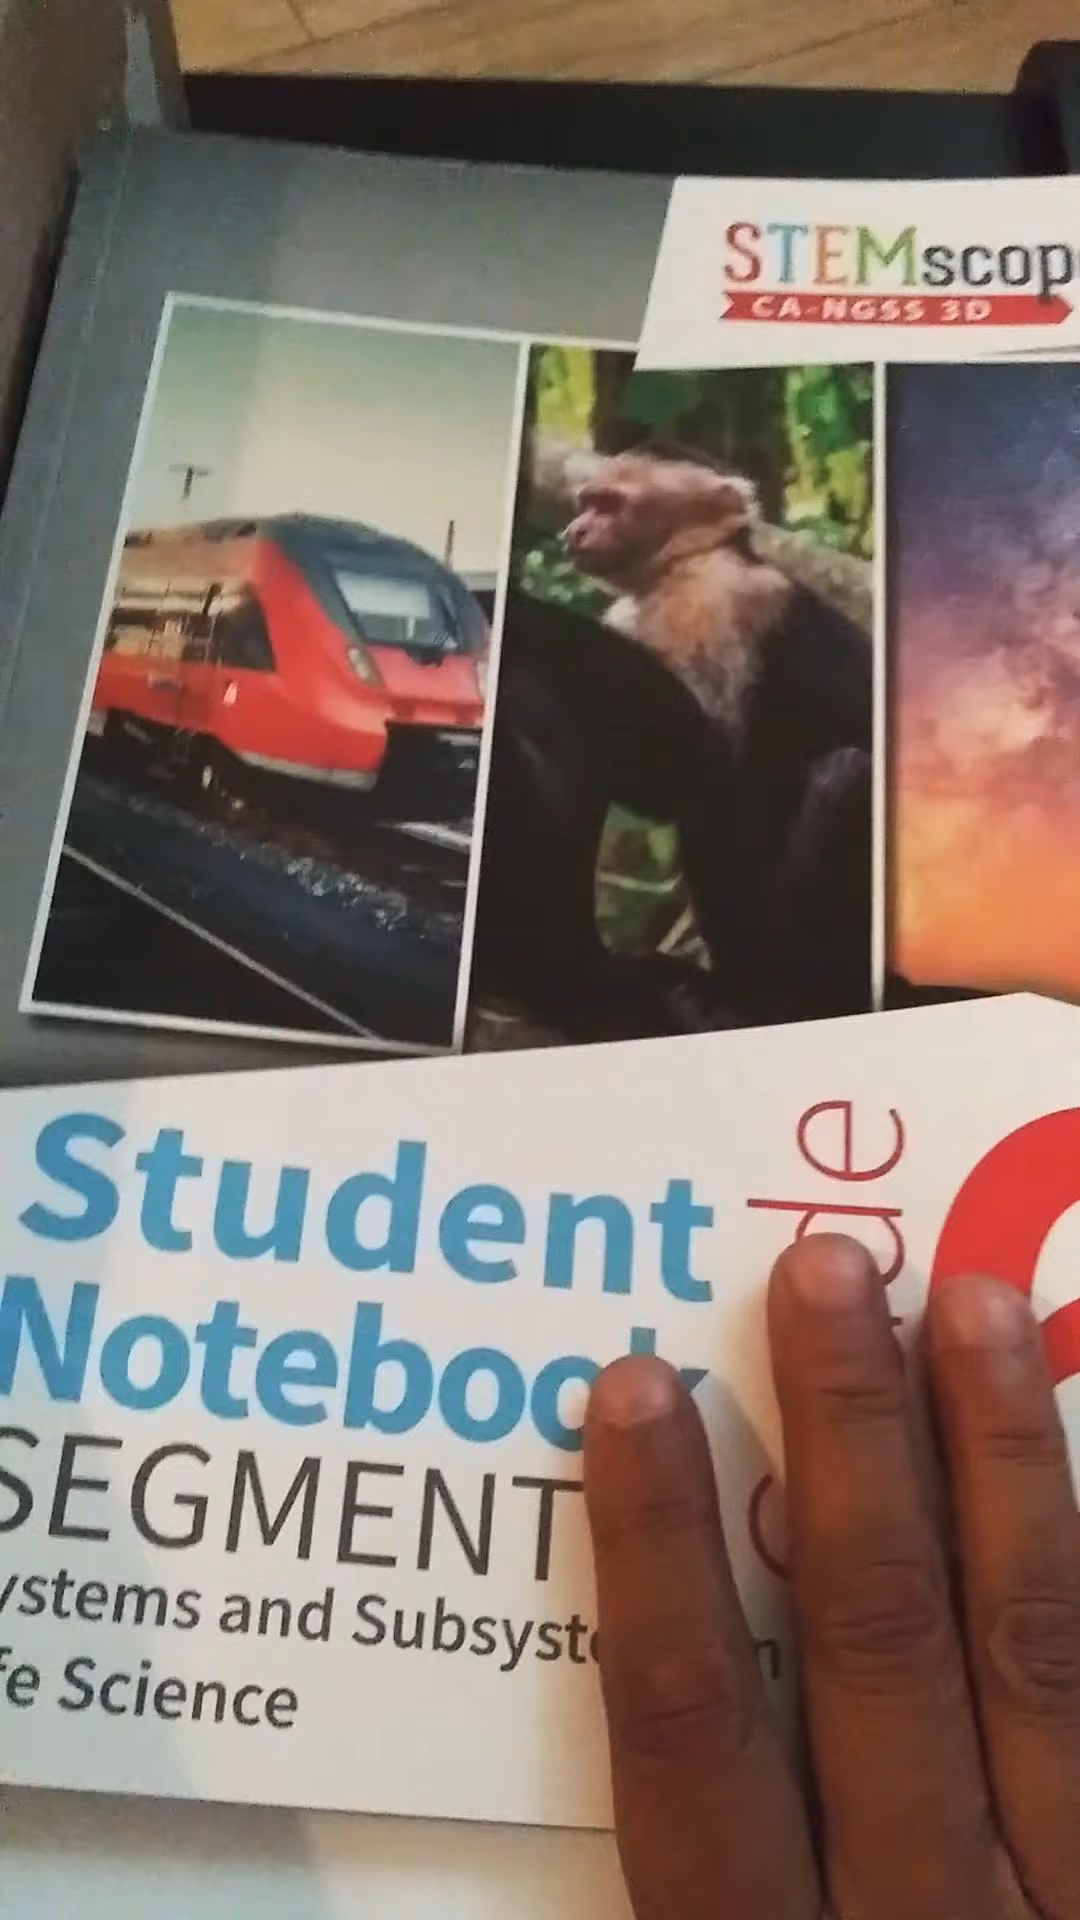 STEMscop
CA-NGSS 3D
Student
Notebook
SEGMENT
ystems and Subsyst
fe Science